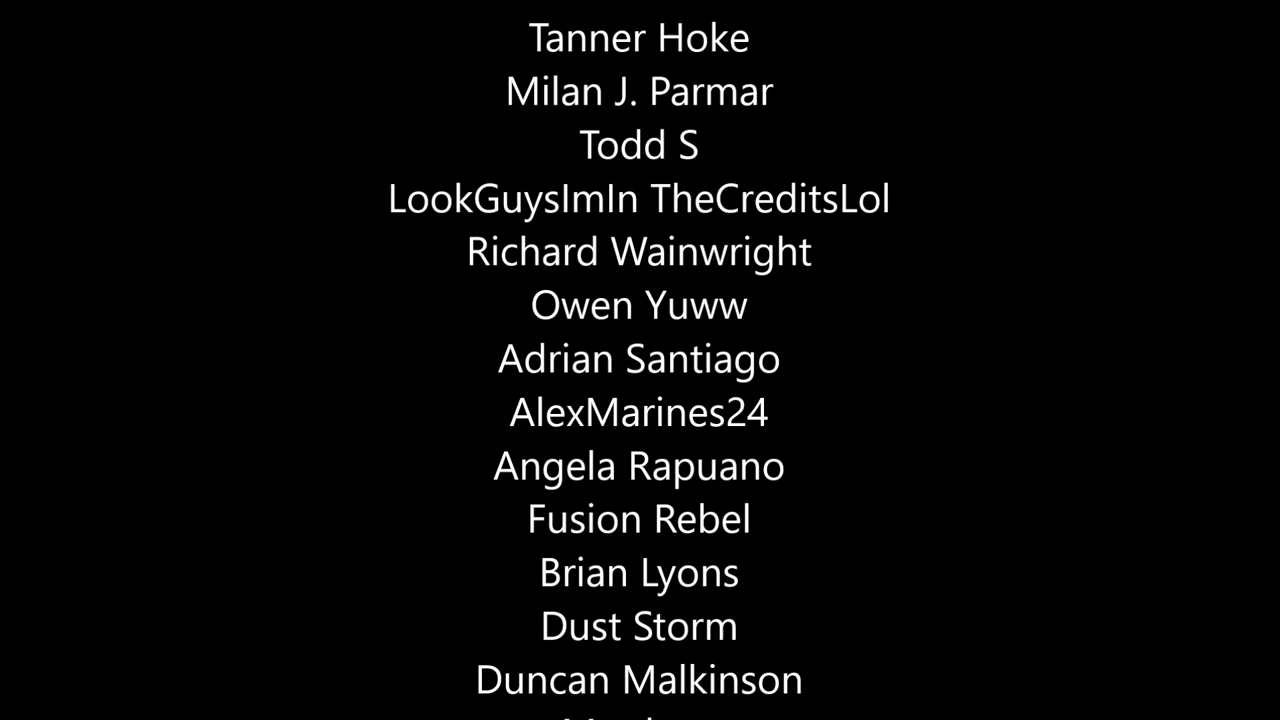 Tanner Hoke
Milan J. Parmar
Todd S
LookGuysImIn TheCreditsLol
Richard Wainwright
Owen Yuww
Adrian Santiago
AlexMarines24
Angela Rapuano
Fusion Rebel
Brian Lyons
Dust Storm
Duncan Malkinson